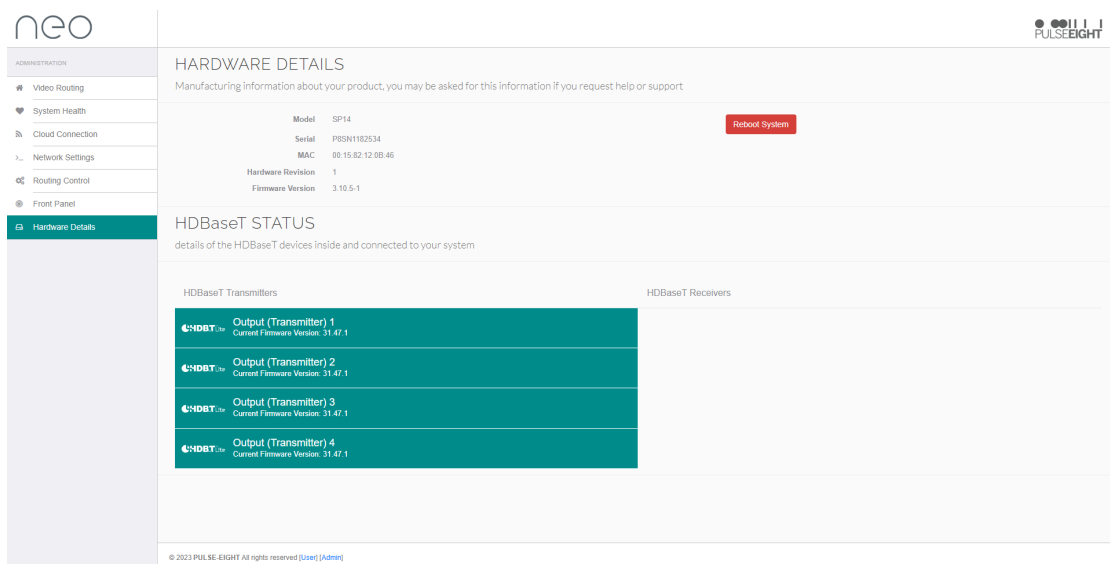 neo
PULSEEIGHT
ADMINISTRATION
Video Routing
System Health
Cloud Connection
Network Settings
Routing Control
Front Panel
Hardware Details
HARDWARE DETAILS
Manufacturing information about your product, you may be asked for this information if you request help or support
Model SP14
Serial P8SN1182534
MAC 00:15:82:12:0B:46
Hardware Revision 1
Firmware Version 3.10.5-1
Reboot System
HDBaseT STATUS
details of the HDBaseT devices inside and connected to your system
HDBaseT Transmitters
HDBaseT Receivers
HDBT Lite
Output (Transmitter) 1
Current Firmware Version: 31.47.1
HDBT Lite
Output (Transmitter) 2
Current Firmware Version: 31.47.1
HDBT Lite
Output (Transmitter) 3
Current Firmware Version: 31.47.1
HDBT Lite
Output (Transmitter) 4
Current Firmware Version: 31.47.1
© 2023 PULSE-EIGHT All rights reserved [User] [Admin]